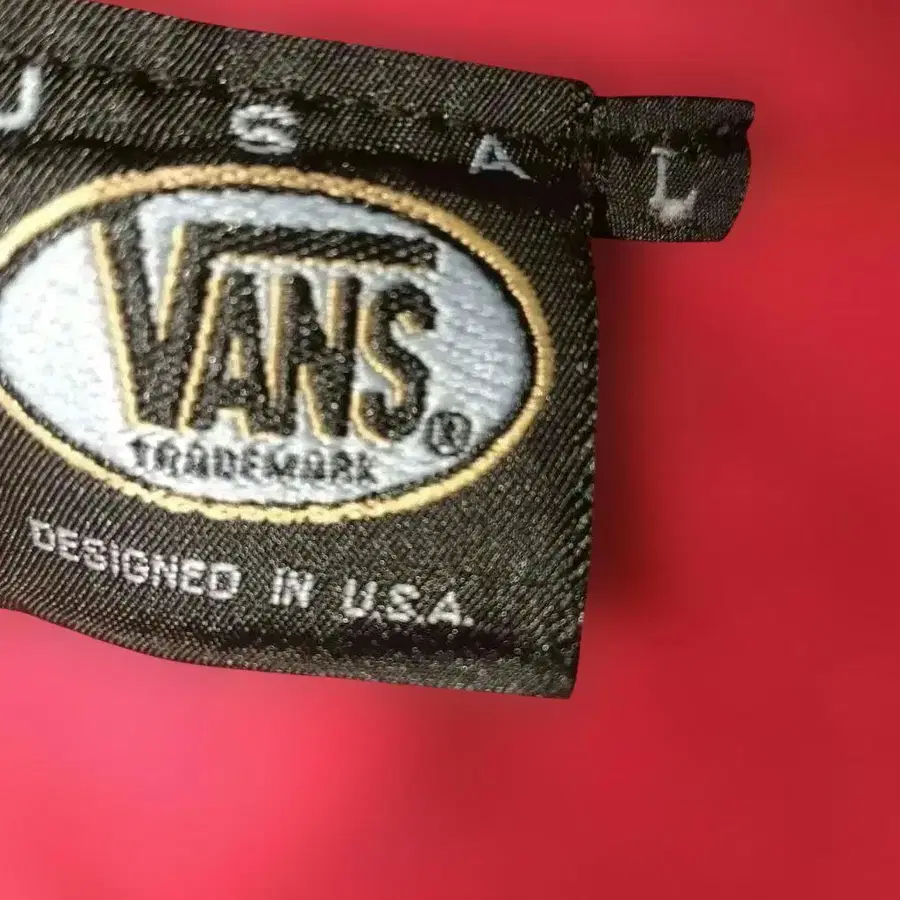 U S A
L
VANS®
TRADEMARK
DESIGNED IN U.S.A.